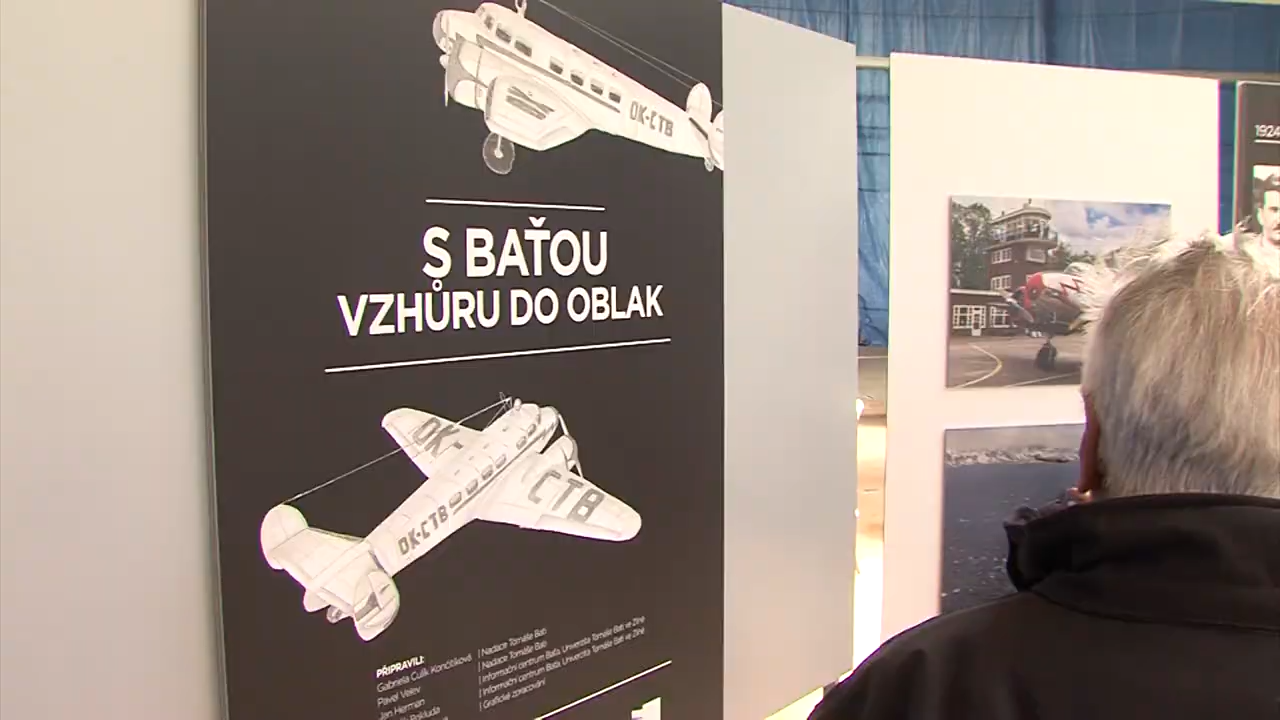 OK-CTB
S BAŤOU
VZHŮRU DO OBLAK
OK-
CTB
OK-CTB
PŘIPRAVILI:
Gabriela Culík Končitíková | Nadace Tomáše Bati
Pavel Velev | Nadace Tomáše Bati
Jan Herman | Informační centrum Baťa, Univerzita Tomáše Bati ve Zlíně
| Informační centrum Baťa, Univerzita Tomáše Bati ve Zlíně
| Grafické zpracování
1924